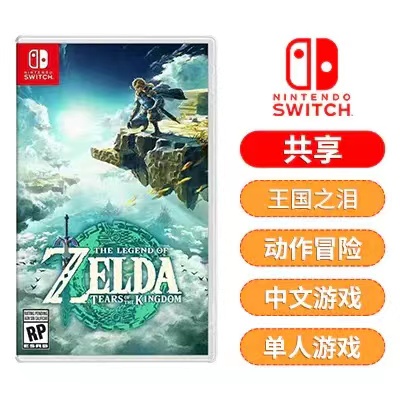 NINTENDO
SWITCH
THE LEGEND OF
ZELDA
TEARS OF THE KINGDOM
RP
ESRB
NINTENDO
SWITCH
共享
王国之泪
动作冒险
中文游戏
单人游戏